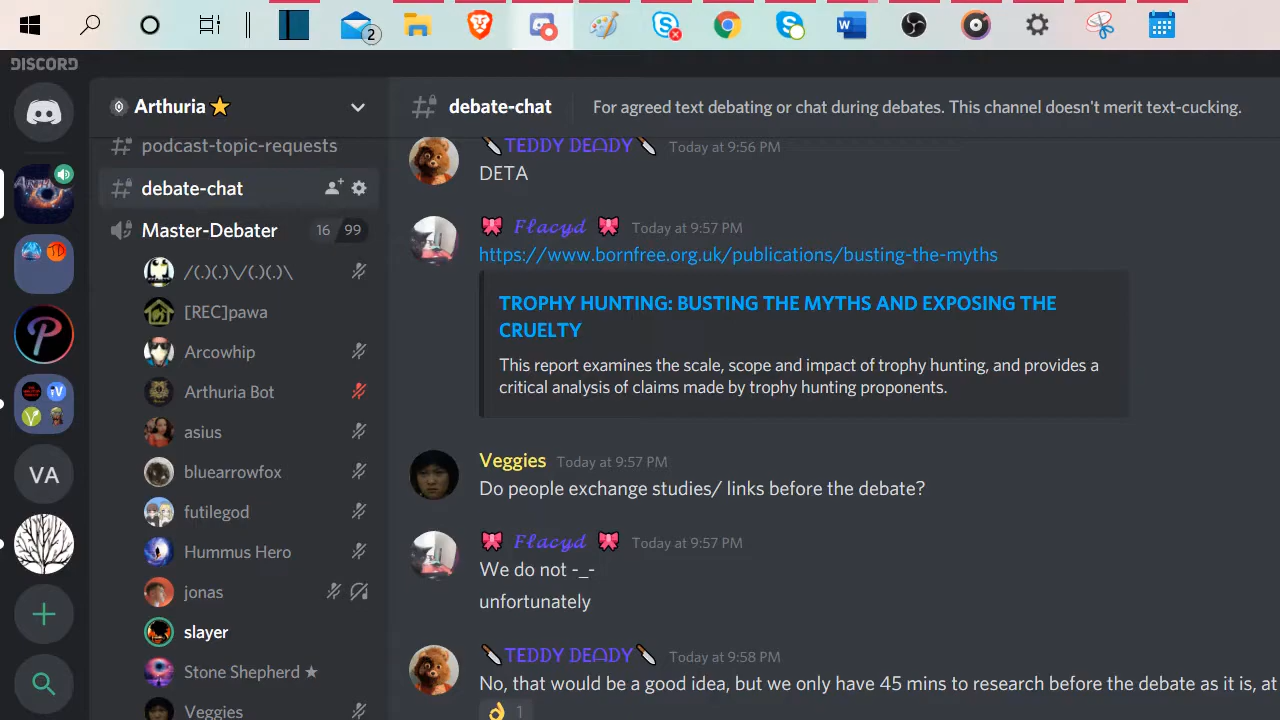 2
DISCORD
Arthuria
podcast-topic-requests
debate-chat
Master-Debater 16 99
/(.)(.)\/(.)(.)\
[REC]pawa
Arcowhip
Arthuria Bot
asius
bluearrowfox
futilegod
Hummus Hero
jonas
slayer
Stone Shepherd ★
Veggies
VA
debate-chat For agreed text debating or chat during debates. This channel doesn't merit text-cucking.
TEDDY DEADY Today at 9:56 PM
DETA
Flacyd Today at 9:57 PM
https://www.bornfree.org.uk/publications/busting-the-myths
TROPHY HUNTING: BUSTING THE MYTHS AND EXPOSING THE
CRUELTY
This report examines the scale, scope and impact of trophy hunting, and provides a
critical analysis of claims made by trophy hunting proponents.
Veggies Today at 9:57 PM
Do people exchange studies/ links before the debate?
Flacyd Today at 9:57 PM
We do not -_-
unfortunately
TEDDY DEADY Today at 9:58 PM
No, that would be a good idea, but we only have 45 mins to research before the debate as it is, at
1